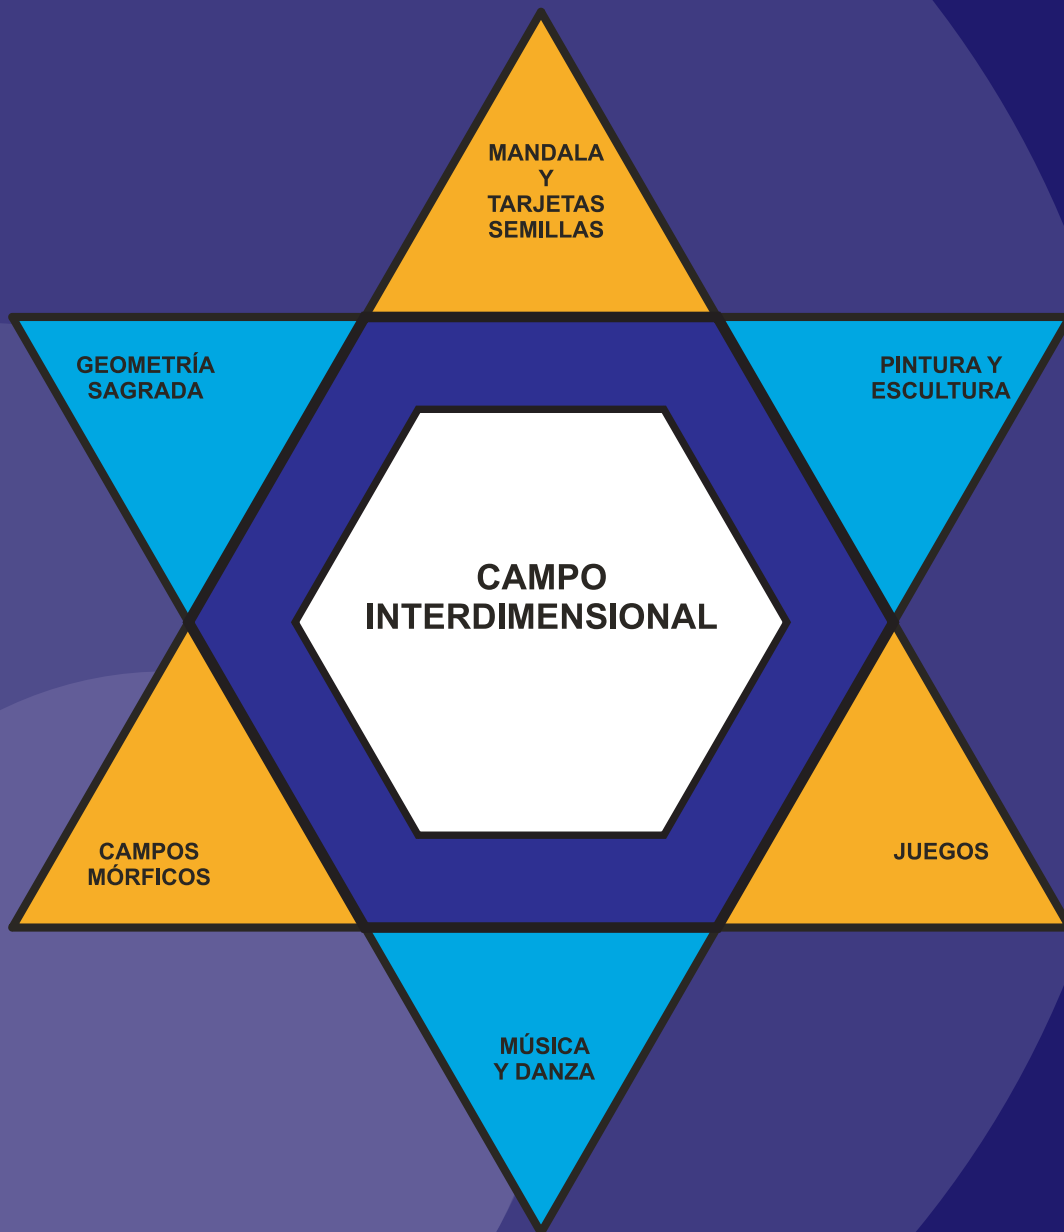 MANDALA
Y
TARJETAS
SEMILLAS
GEOMETRÍA
SAGRADA
PINTURA Y
ESCULTURA
CAMPO
INTERDIMENSIONAL
CAMPOS
MÓRFICOS
JUEGOS
MÚSICA
Y DANZA